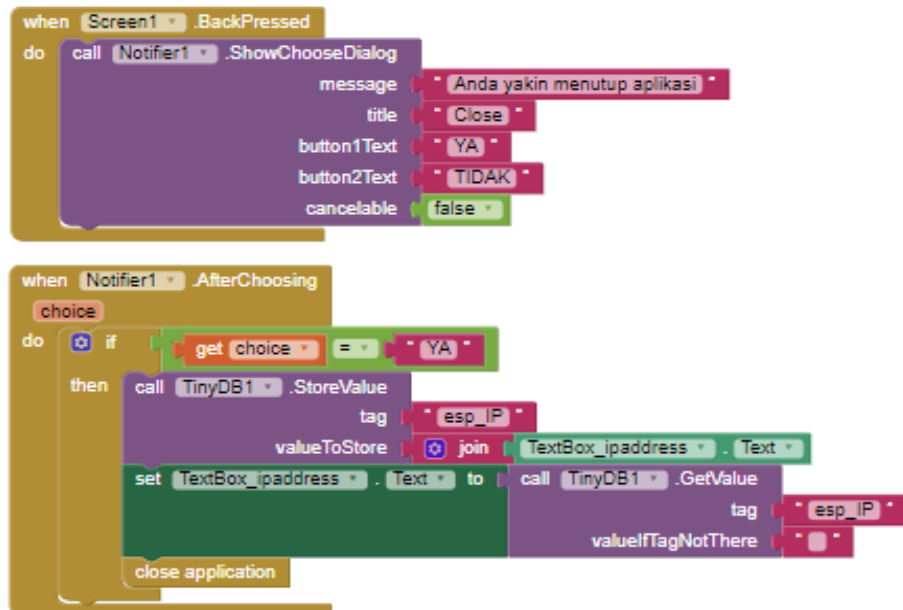 when Screen1 .BackPressed
do call Notifier1 .ShowChooseDialog
message " Anda yakin menutup aplikasi "
title " Close "
button1Text " YA "
button2Text " TIDAK "
cancelable false
when Notifier1 .AfterChoosing
choice
do if get choice = " YA "
then call TinyDB1 .StoreValue
tag " esp_IP "
valueToStore join TextBox_ipaddress . Text
set TextBox_ipaddress . Text to call TinyDB1 .GetValue
tag " esp_IP "
valueIfTagNotThere " "
close application